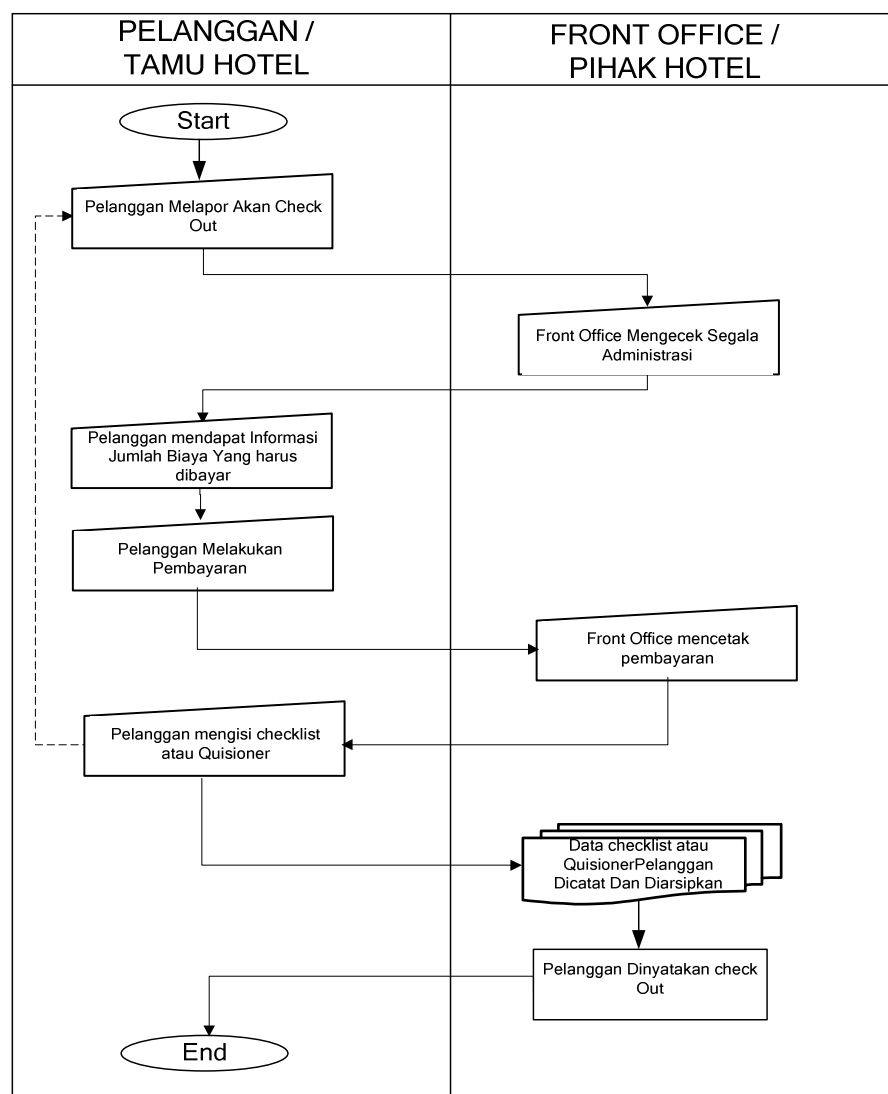 PELANGGAN /
TAMU HOTEL
FRONT OFFICE /
PIHAK HOTEL
Start
Pelanggan Melapor Akan Check
Out
Front Office Mengecek Segala
Administrasi
Pelanggan mendapat Informasi
Jumlah Biaya Yang harus
dibayar
Pelanggan Melakukan
Pembayaran
Front Office mencetak
pembayaran
Pelanggan mengisi checklist
atau Quisioner
Data checklist atau
QuisionerPelanggan
Dicatat Dan Diarsipkan
Pelanggan Dinyatakan check
Out
End